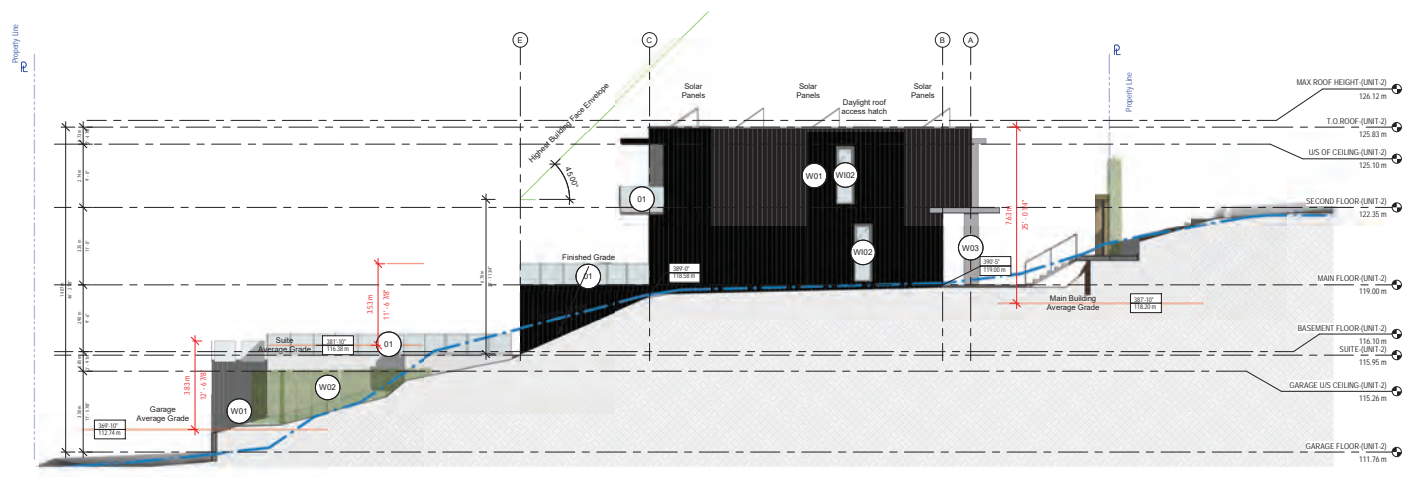 Property Line
E
C
B
A
Property Line
Highest Building Face Envelope
45.00°
Solar
Panels
Solar
Panels
Solar
Panels
Daylight roof
access hatch
W01
WI02
01
WI02
W03
Finished Grade
01
389'-0"
118.58 m
390'-5"
119.00 m
7.63 m
25' - 0 1/4"
Main Building
Average Grade
387'-10"
118.20 m
3.53 m
11' - 6 7/8"
Suite
Average Grade
381'-10"
116.38 m
01
3.83 m
12' - 6 7/8"
W02
W01
Garage
Average Grade
369'-10"
112.74 m
MAX ROOF HEIGHT-(UNIT-2)
126.12 m
T.O.ROOF-(UNIT-2)
125.83 m
U/S OF CEILING-(UNIT-2)
125.10 m
SECOND FLOOR-(UNIT-2)
122.35 m
MAIN FLOOR-(UNIT-2)
119.00 m
BASEMENT FLOOR-(UNIT-2)
116.10 m
SUITE-(UNIT-2)
115.95 m
GARAGE U/S CEILING-(UNIT-2)
115.26 m
GARAGE FLOOR-(UNIT-2)
111.76 m